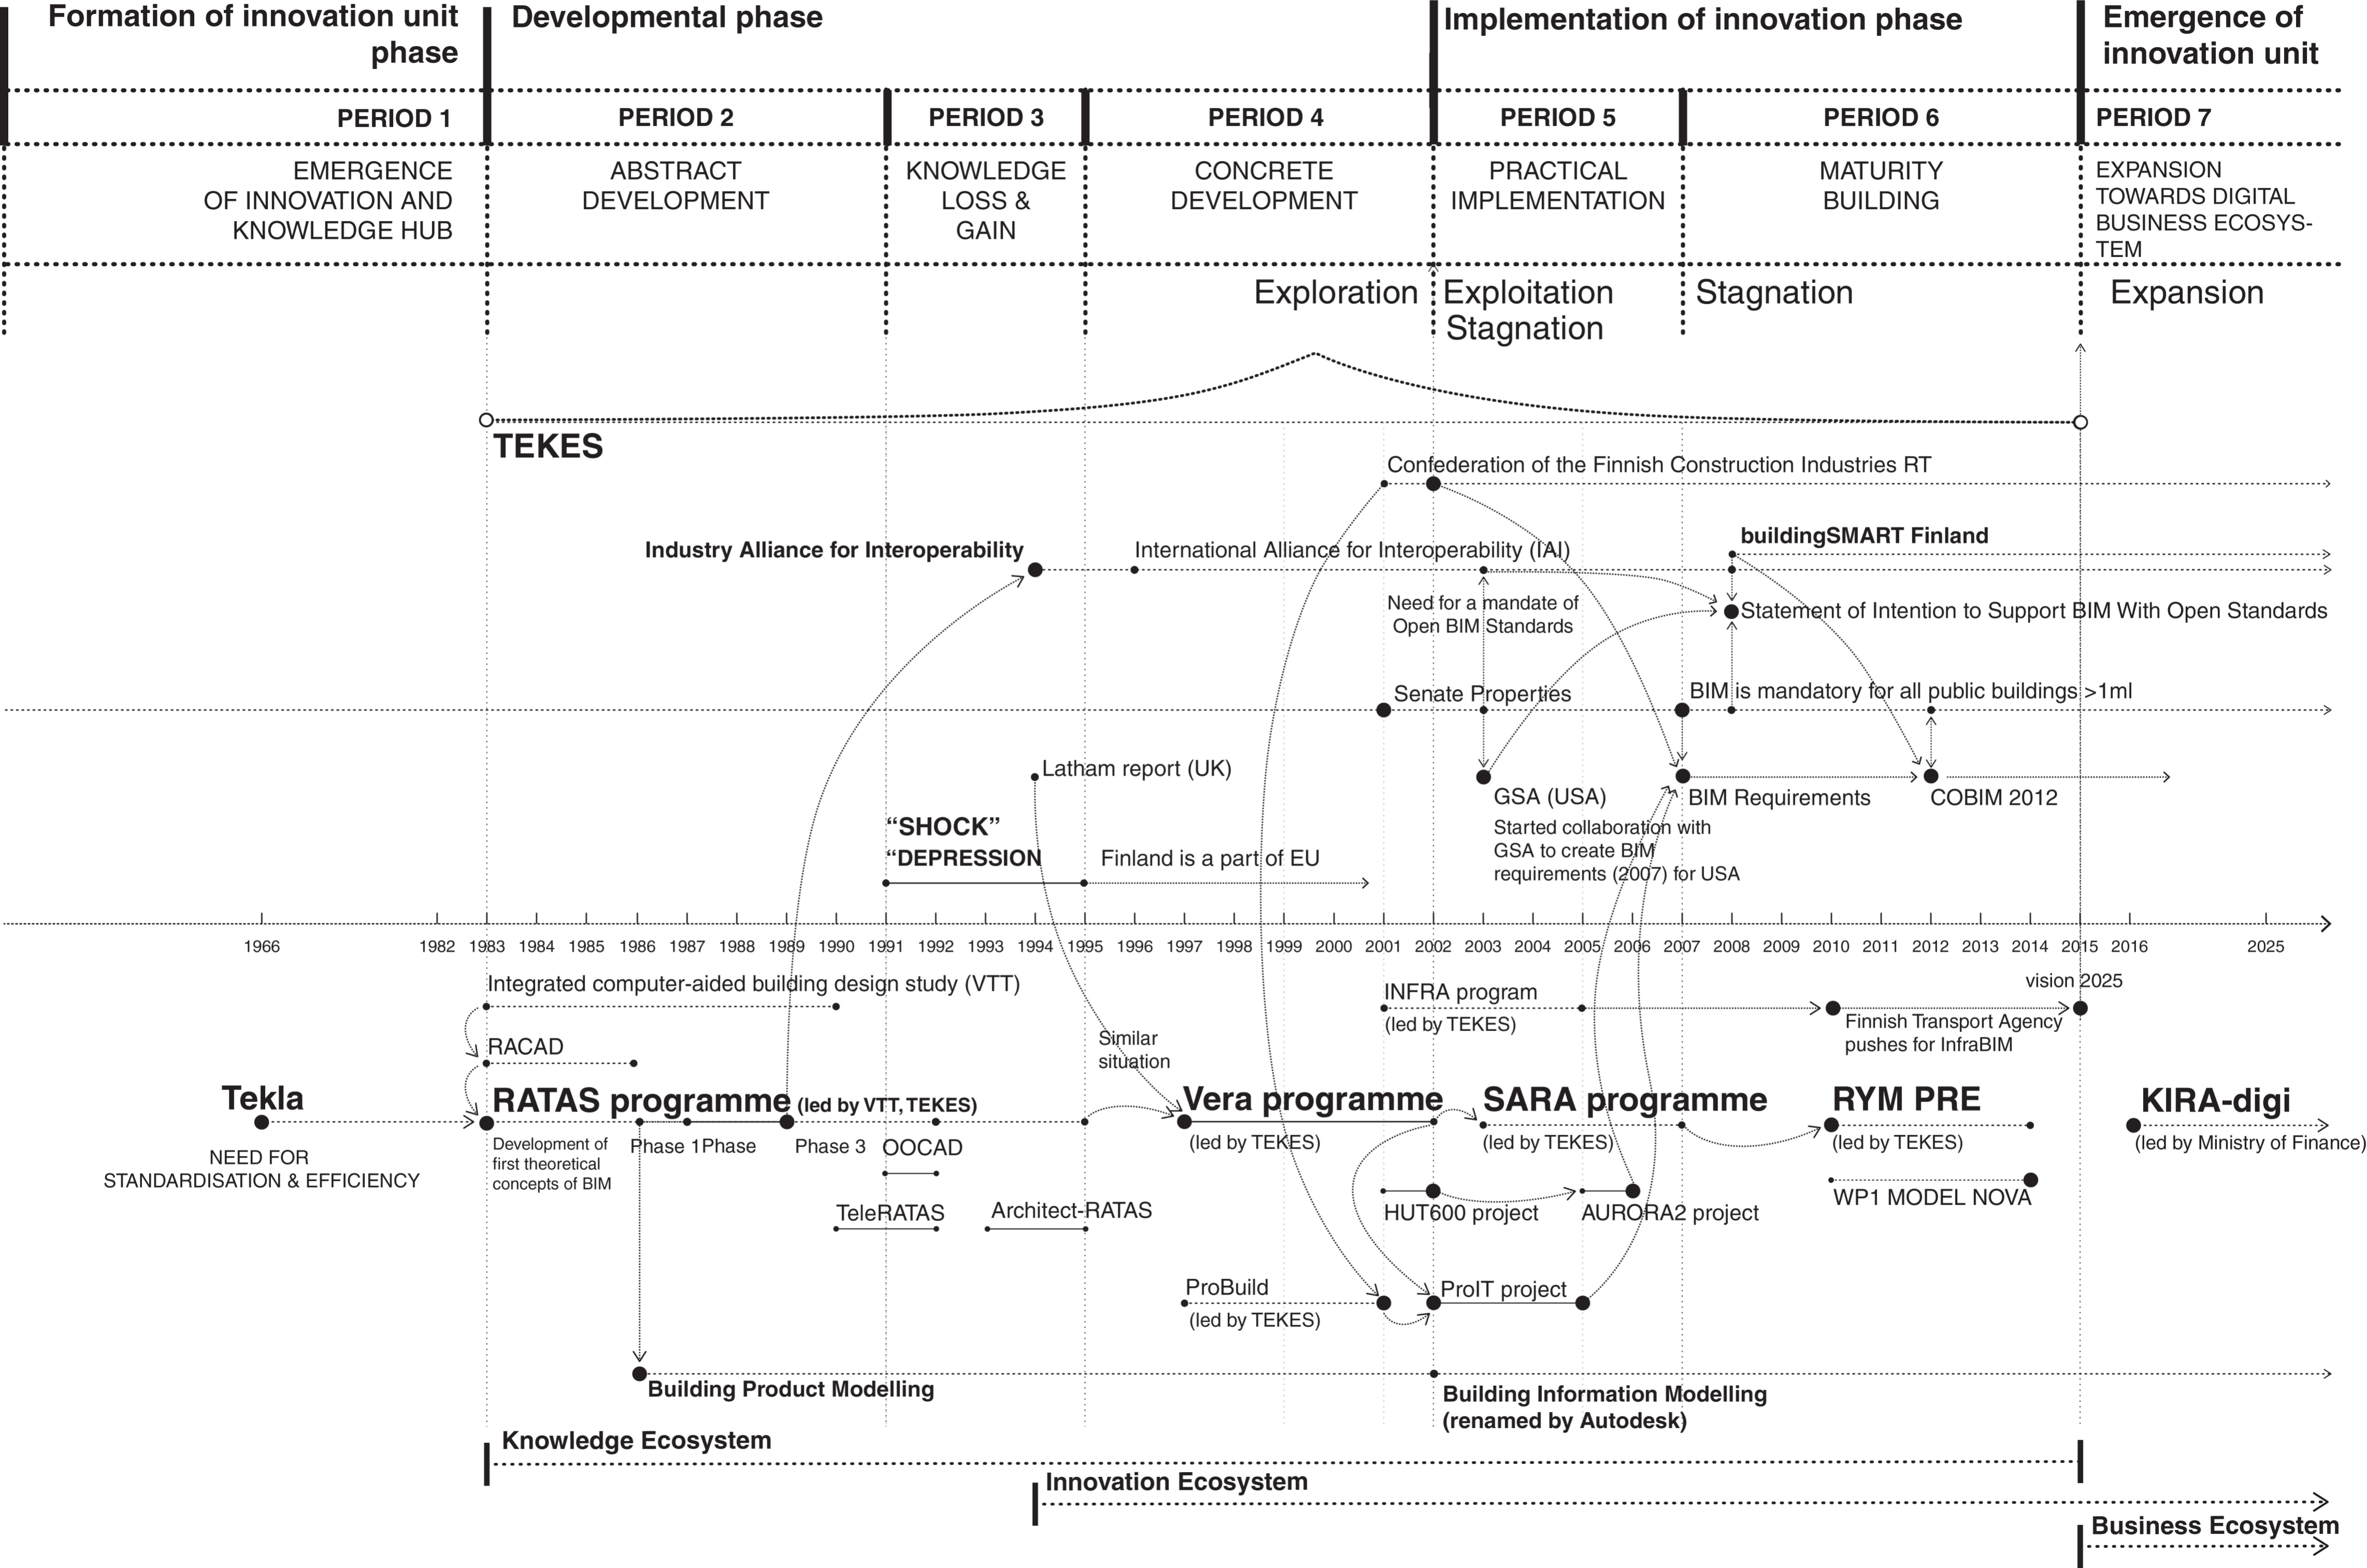 Formation of innovation unit
phase
Developmental phase
Implementation of innovation phase
Emergence of
innovation unit
PERIOD 1
PERIOD 2
PERIOD 3
PERIOD 4
PERIOD 5
PERIOD 6
PERIOD 7
EMERGENCE
OF INNOVATION AND
KNOWLEDGE HUB
ABSTRACT
DEVELOPMENT
KNOWLEDGE
LOSS &
GAIN
CONCRETE
DEVELOPMENT
PRACTICAL
IMPLEMENTATION
MATURITY
BUILDING
EXPANSION
TOWARDS DIGITAL
BUSINESS ECOSYS-
TEM
Exploration
Exploitation
Stagnation
Stagnation
Expansion
TEKES
Confederation of the Finnish Construction Industries RT
Industry Alliance for Interoperability
International Alliance for Interoperability (IAI)
buildingSMART Finland
Need for a mandate of
Open BIM Standards
Statement of Intention to Support BIM With Open Standards
Senate Properties
BIM is mandatory for all public buildings >1ml
Latham report (UK)
GSA (USA)
Started collaboration with
GSA to create BIM
requirements (2007) for USA
BIM Requirements
COBIM 2012
“SHOCK”
“DEPRESSION
Finland is a part of EU
1966 1982 1983 1984 1985 1986 1987 1988 1989 1990 1991 1992 1993 1994 1995 1996 1997 1998 1999 2000 2001 2002 2003 2004 2005 2006 2007 2008 2009 2010 2011 2012 2013 2014 2015 2016 2025
vision 2025
Integrated computer-aided building design study (VTT)
INFRA program
(led by TEKES)
Finnish Transport Agency
pushes for InfraBIM
RACAD
Similar
situation
Tekla
NEED FOR
STANDARDISATION & EFFICIENCY
RATAS programme (led by VTT, TEKES)
Development of
first theoretical
concepts of BIM
Phase 1 Phase
Phase 3
OOCAD
TeleRATAS
Architect-RATAS
Vera programme
(led by TEKES)
SARA programme
(led by TEKES)
RYM PRE
(led by TEKES)
WP1 MODEL NOVA
KIRA-digi
(led by Ministry of Finance)
HUT600 project
AURORA2 project
ProBuild
(led by TEKES)
ProIT project
Building Product Modelling
Building Information Modelling
(renamed by Autodesk)
Knowledge Ecosystem
Innovation Ecosystem
Business Ecosystem